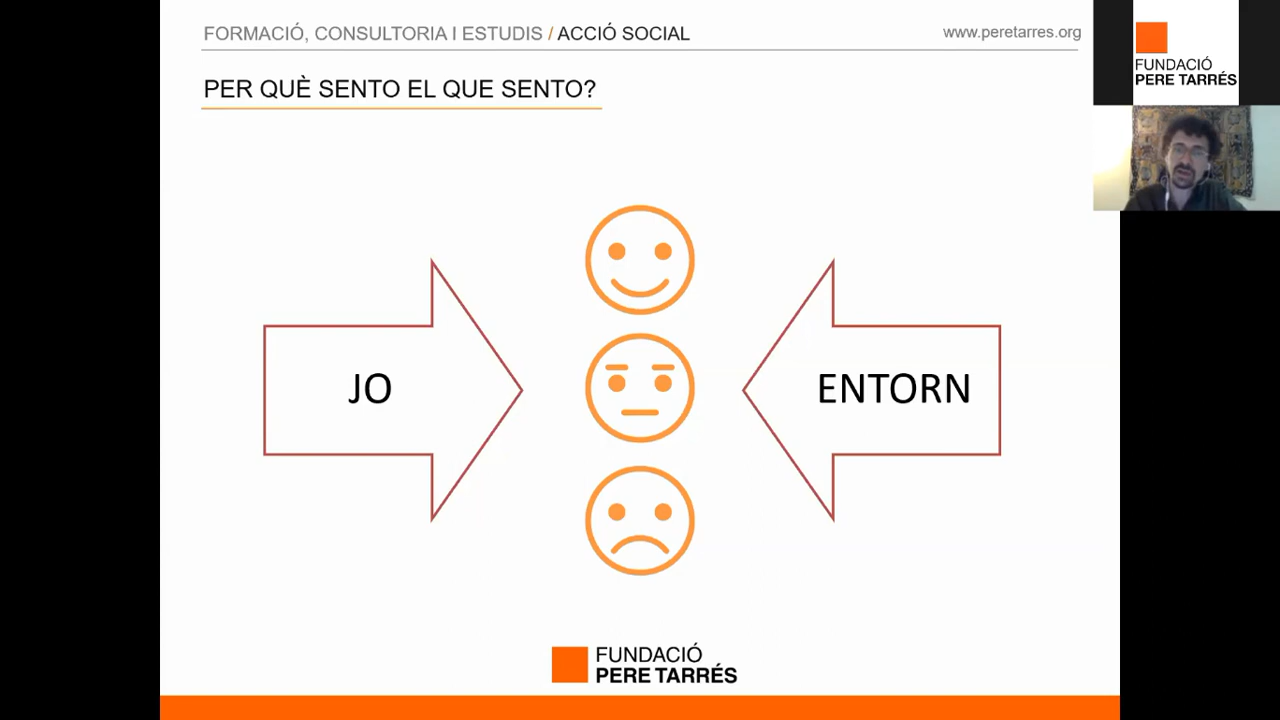 FORMACIÓ, CONSULTORIA I ESTUDIS / ACCIÓ SOCIAL
www.peretarres.org
PER QUÈ SENTO EL QUE SENTO?
JO
ENTORN
FUNDACIÓ
PERE TARRÉS
FUNDACIÓ
PERE TARRÉS